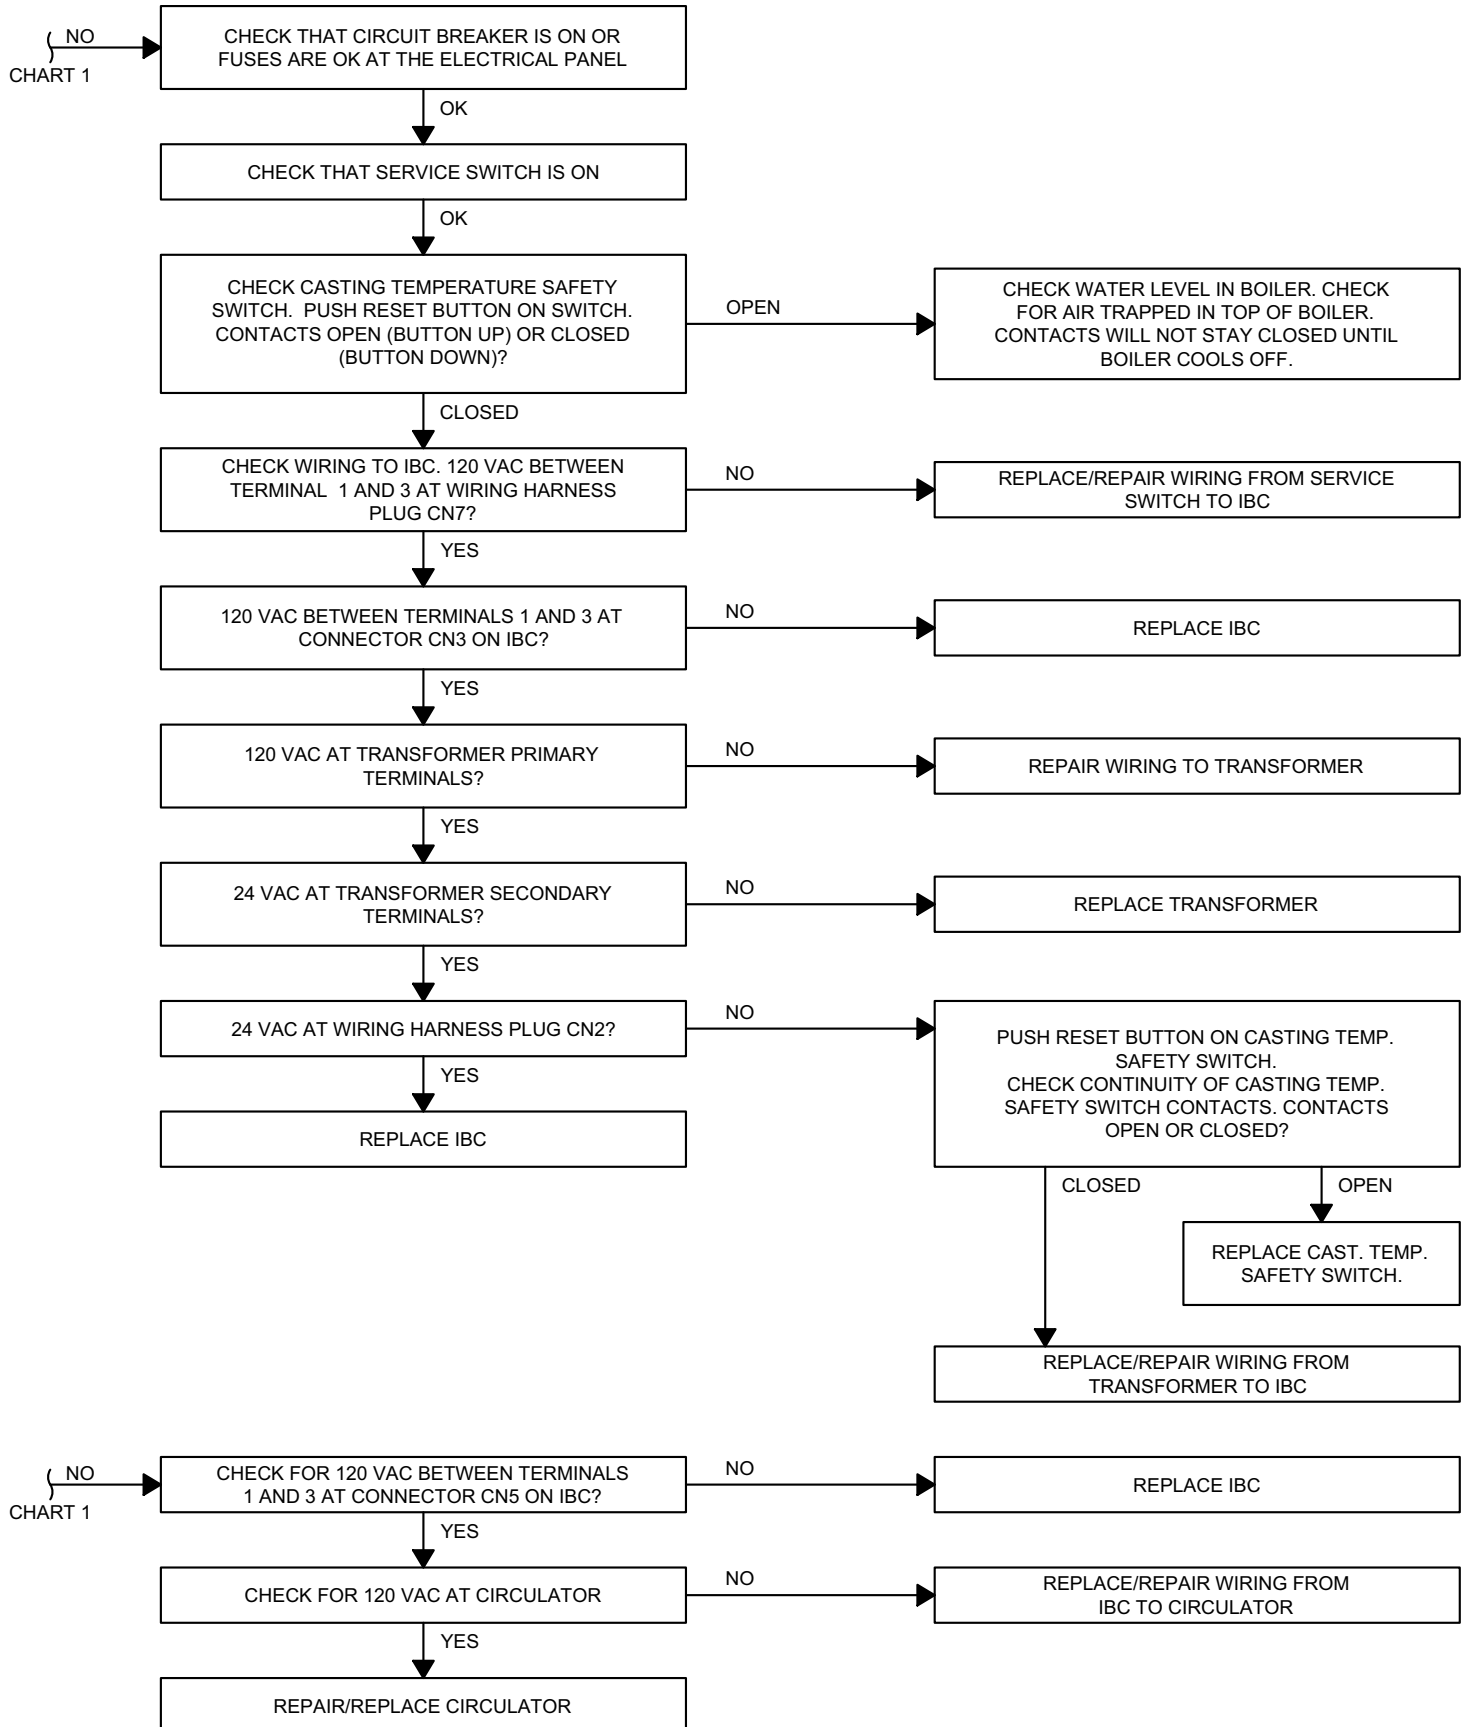 NO
CHART 1
CHECK THAT CIRCUIT BREAKER IS ON OR
FUSES ARE OK AT THE ELECTRICAL PANEL
OK
CHECK THAT SERVICE SWITCH IS ON
OK
CHECK CASTING TEMPERATURE SAFETY
SWITCH. PUSH RESET BUTTON ON SWITCH.
CONTACTS OPEN (BUTTON UP) OR CLOSED
(BUTTON DOWN)?
OPEN
CHECK WATER LEVEL IN BOILER. CHECK
FOR AIR TRAPPED IN TOP OF BOILER.
CONTACTS WILL NOT STAY CLOSED UNTIL
BOILER COOLS OFF.
CLOSED
CHECK WIRING TO IBC. 120 VAC BETWEEN
TERMINAL 1 AND 3 AT WIRING HARNESS
PLUG CN7?
NO
REPLACE/REPAIR WIRING FROM SERVICE
SWITCH TO IBC
YES
120 VAC BETWEEN TERMINALS 1 AND 3 AT
CONNECTOR CN3 ON IBC?
NO
REPLACE IBC
YES
120 VAC AT TRANSFORMER PRIMARY
TERMINALS?
NO
REPAIR WIRING TO TRANSFORMER
YES
24 VAC AT TRANSFORMER SECONDARY
TERMINALS?
NO
REPLACE TRANSFORMER
YES
24 VAC AT WIRING HARNESS PLUG CN2?
NO
PUSH RESET BUTTON ON CASTING TEMP.
SAFETY SWITCH.
CHECK CONTINUITY OF CASTING TEMP.
SAFETY SWITCH CONTACTS. CONTACTS
OPEN OR CLOSED?
YES
REPLACE IBC
CLOSED
OPEN
REPLACE CAST. TEMP.
SAFETY SWITCH.
REPLACE/REPAIR WIRING FROM
TRANSFORMER TO IBC
NO
CHART 1
CHECK FOR 120 VAC BETWEEN TERMINALS
1 AND 3 AT CONNECTOR CN5 ON IBC?
NO
REPLACE IBC
YES
CHECK FOR 120 VAC AT CIRCULATOR
NO
REPLACE/REPAIR WIRING FROM
IBC TO CIRCULATOR
YES
REPAIR/REPLACE CIRCULATOR